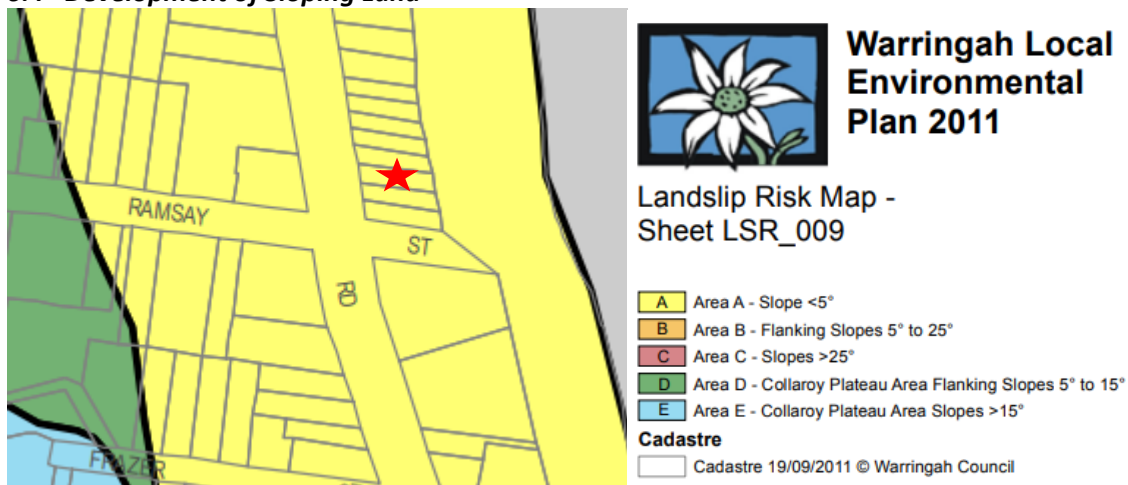 Warringah Local
Environmental
Plan 2011
Landslip Risk Map -
Sheet LSR_009
A Area A - Slope <5°
B Area B - Flanking Slopes 5° to 25°
C Area C - Slopes >25°
D Area D - Collaroy Plateau Area Flanking Slopes 5° to 15°
E Area E - Collaroy Plateau Area Slopes >15°
Cadastre
Cadastre 19/09/2011 © Warringah Council
RAMSAY
ST
RD
FRAZER